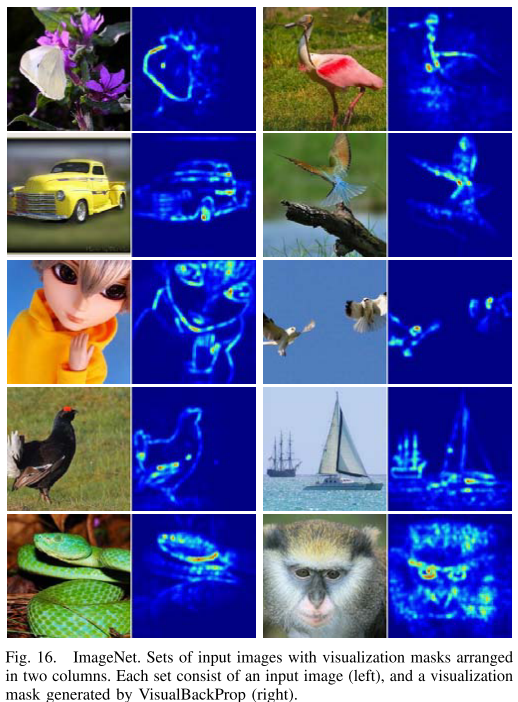 Fig. 16. ImageNet. Sets of input images with visualization masks arranged
in two columns. Each set consist of an input image (left), and a visualization
mask generated by VisualBackProp (right).